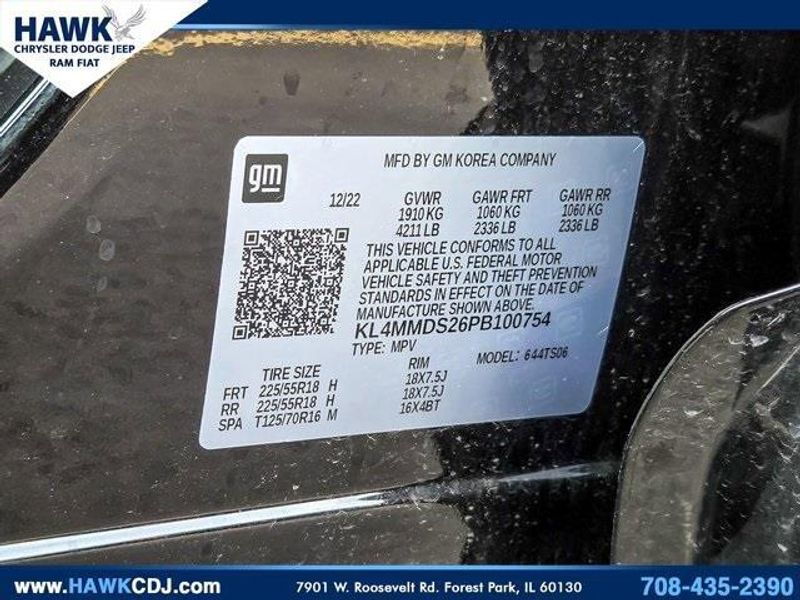 HAWK
CHRYSLER DODGE JEEP
RAM FIAT
gm
MFD BY GM KOREA COMPANY
12/22 GVWR GAWR FRT GAWR RR
1910 KG 1060 KG 1060 KG
4211 LB 2336 LB 2336 LB
THIS VEHICLE CONFORMS TO ALL
APPLICABLE U.S. FEDERAL MOTOR
VEHICLE SAFETY AND THEFT PREVENTION
STANDARDS IN EFFECT ON THE DATE OF
MANUFACTURE SHOWN ABOVE.
KL4MMDS26PB100754
TYPE: MPV MODEL: 644TS06
TIRE SIZE RIM
FRT 225/55R18 H 18X7.5J
RR 225/55R18 H 18X7.5J
SPA T125/70R16 M 16X4BT
www.HAWKCDJ.com 7901 W. Roosevelt Rd. Forest Park, IL 60130 708-435-2390